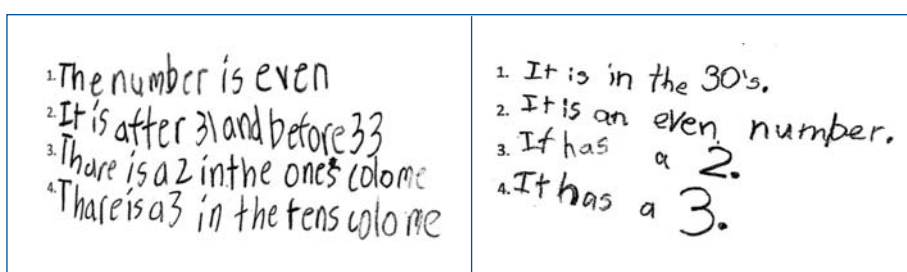 1. The number is even
2. It is after 31 and before 33
3. Thare is a 2 in the ones colome
4. Thare is a 3 in the tens colome
1. It is in the 30's.
2. It is an even number.
3. It has a 2.
4. It has a 3.